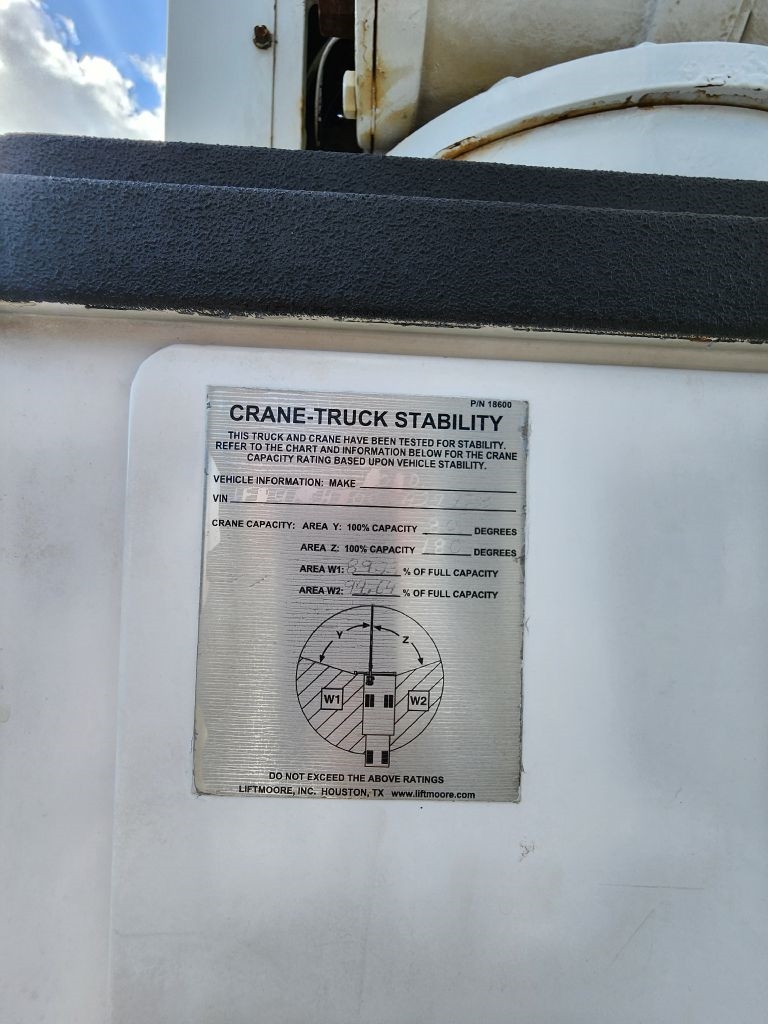 P/N 18600
CRANE-TRUCK STABILITY
THIS TRUCK AND CRANE HAVE BEEN TESTED FOR STABILITY.
REFER TO THE CHART AND INFORMATION BELOW FOR THE CRANE
CAPACITY RATING BASED UPON VEHICLE STABILITY.
VEHICLE INFORMATION: MAKE
VIN
CRANE CAPACITY: AREA Y: 100% CAPACITY DEGREES
AREA Z: 100% CAPACITY 180 DEGREES
AREA W1: % OF FULL CAPACITY
AREA W2: % OF FULL CAPACITY
Y
Z
W1 W2
DO NOT EXCEED THE ABOVE RATINGS
LIFTMOORE, INC. HOUSTON, TX www.liftmoore.com